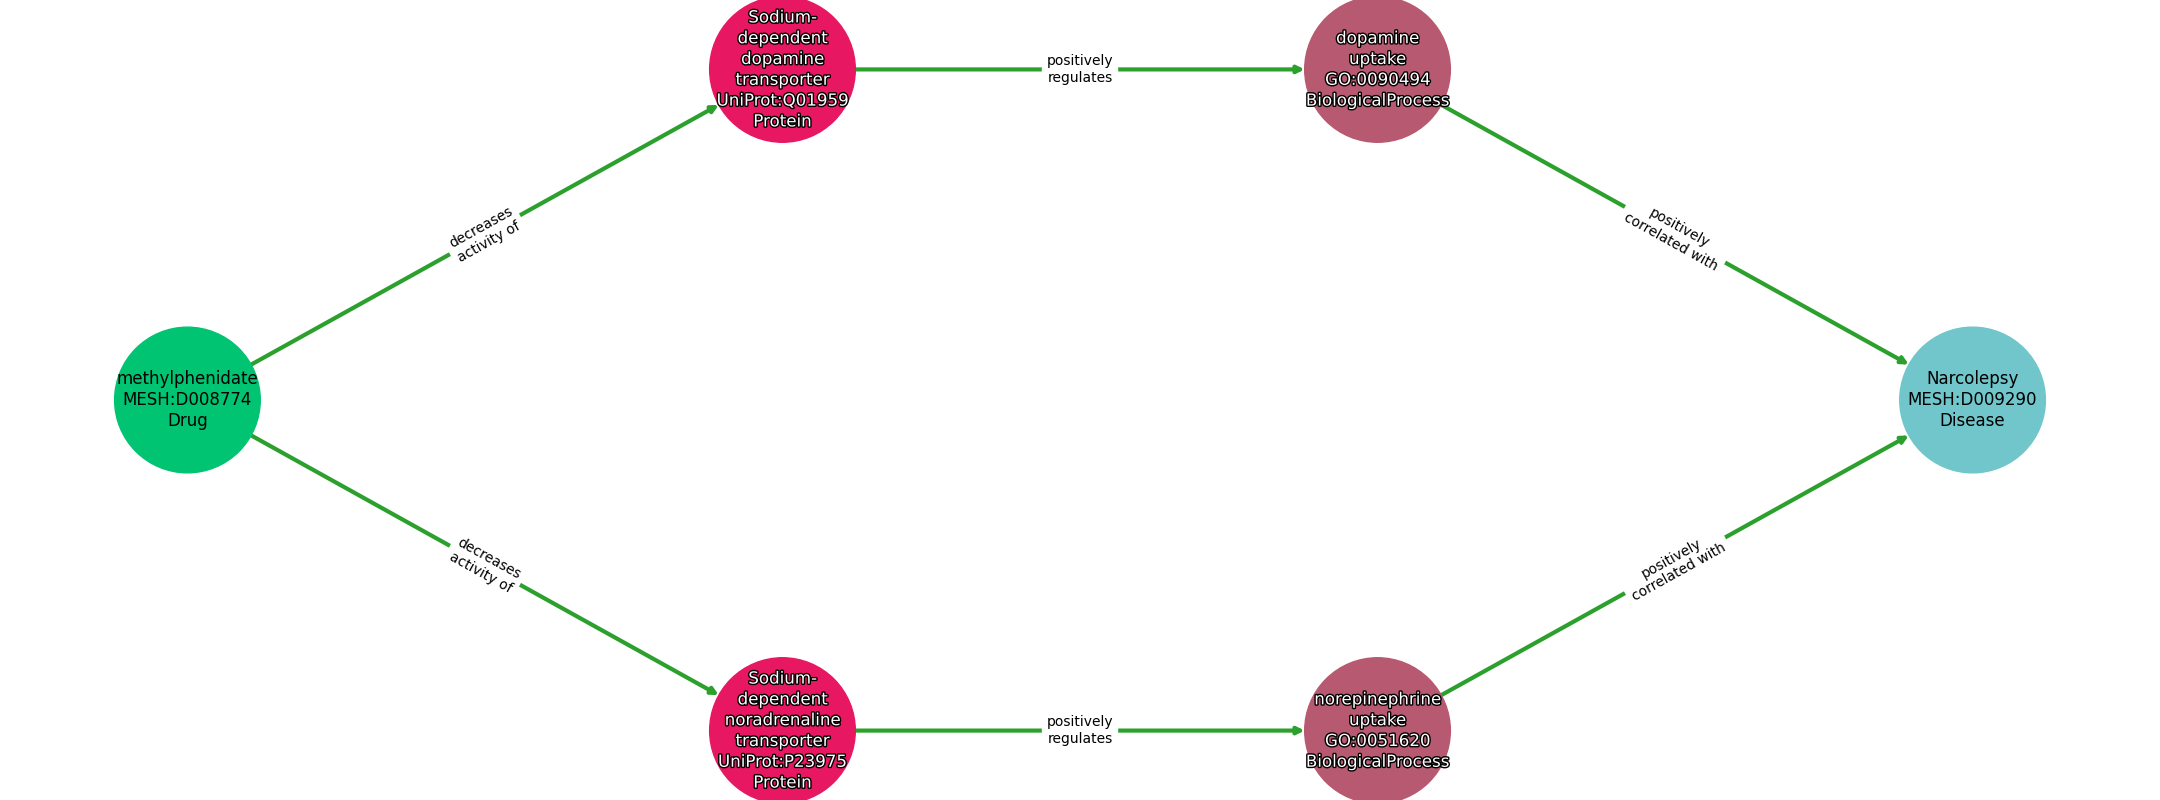 Sodium-
dependent
dopamine
transporter
UniProt:Q01959
Protein
positively
regulates
dopamine
uptake
GO:0090494
BiologicalProcess
decreases
activity of
positively
correlated with
methylphenidate
MESH:D008774
Drug
Narcolepsy
MESH:D009290
Disease
decreases
activity of
positively
correlated with
Sodium-
dependent
noradrenaline
transporter
UniProt:P23975
Protein
positively
regulates
norepinephrine
uptake
GO:0051620
BiologicalProcess